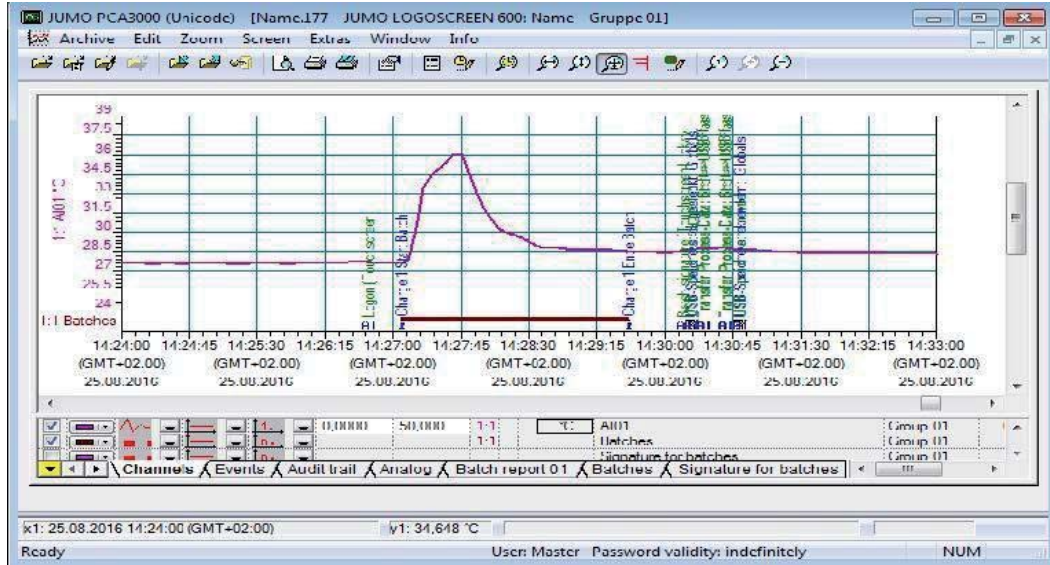 JUMO PCA3000 (Unicode) [Name.177 JUMO LOGOSCREEN 600: Name Gruppe 01]
Archive Edit Zoom Screen Extras Window Info
39
37.5
36
34.5
33
31.5
30
28.5
27
25.5
24
1:1 AI01 °C
1:1 Batches
Charge 1 Start Batch
Charge 1 Ende Batch
14:24:00 14:24:45 14:25:30 14:26:15 14:27:00 14:27:45 14:28:30 14:29:15 14:30:00 14:30:45 14:31:30 14:32:15 14:33:00
(GMT+02.00) (GMT+02.00) (GMT+02.00) (GMT+02.00) (GMT+02.00) (GMT+02.00) (GMT+02.00)
25.08.2016 25.08.2016 25.08.2016 25.08.2016 25.08.2016 25.08.2016 25.08.2016
0,0000 50,000 1:1 °C AI01 Group 01
1:1 Batches Group 01
Signature for batches Group 01
Channels Events Audit trail Analog Batch report 01 Batches Signature for batches
x1: 25.08.2016 14:24:00 (GMT+02:00) y1: 34,648 °C
Ready User: Master Password validity: indefinitely NUM